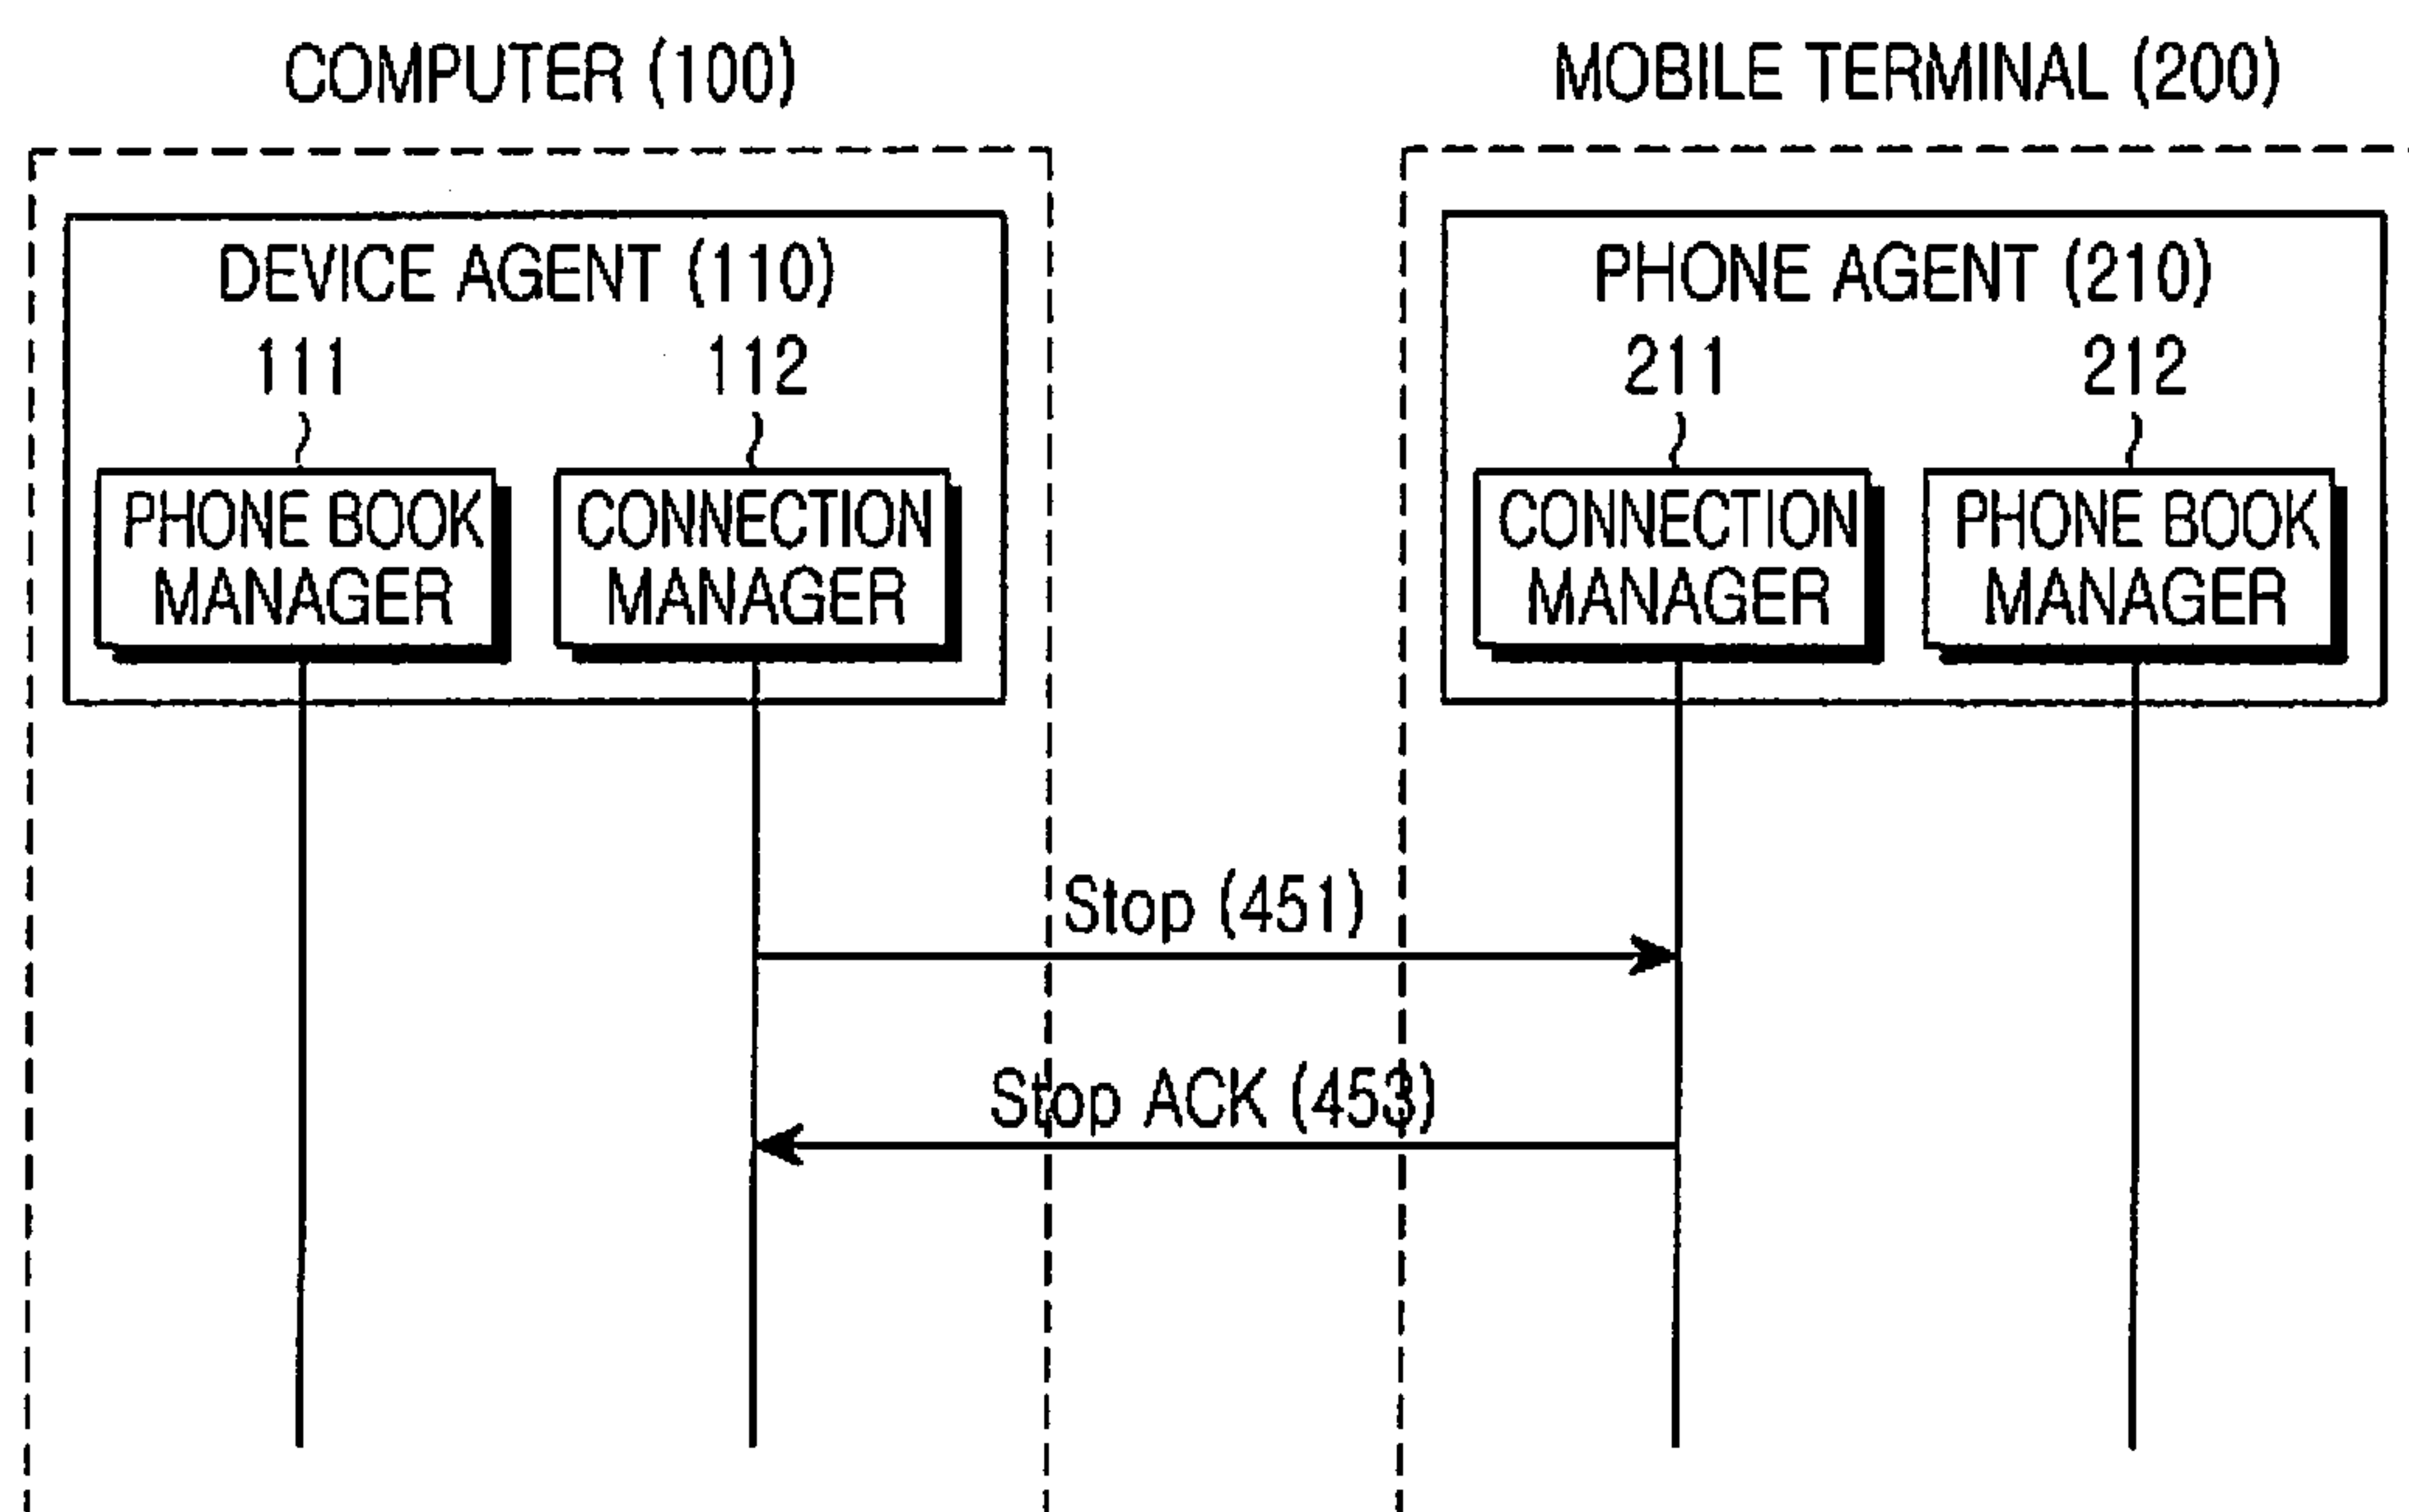 COMPUTER (100)
MOBILE TERMINAL (200)
DEVICE AGENT (110)
111
112
PHONE BOOK
MANAGER
CONNECTION
MANAGER
PHONE AGENT (210)
211
212
CONNECTION
MANAGER
PHONE BOOK
MANAGER
Stop (451)
Stop ACK (453)